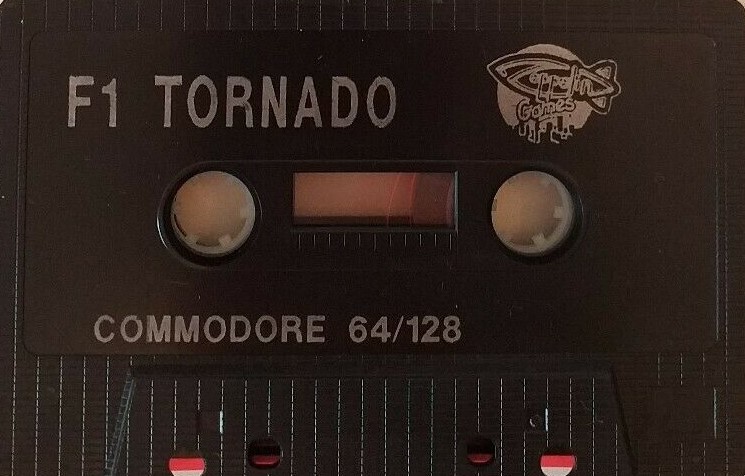 F1 TORNADO
Zeppelin
Games
COMMODORE 64/128